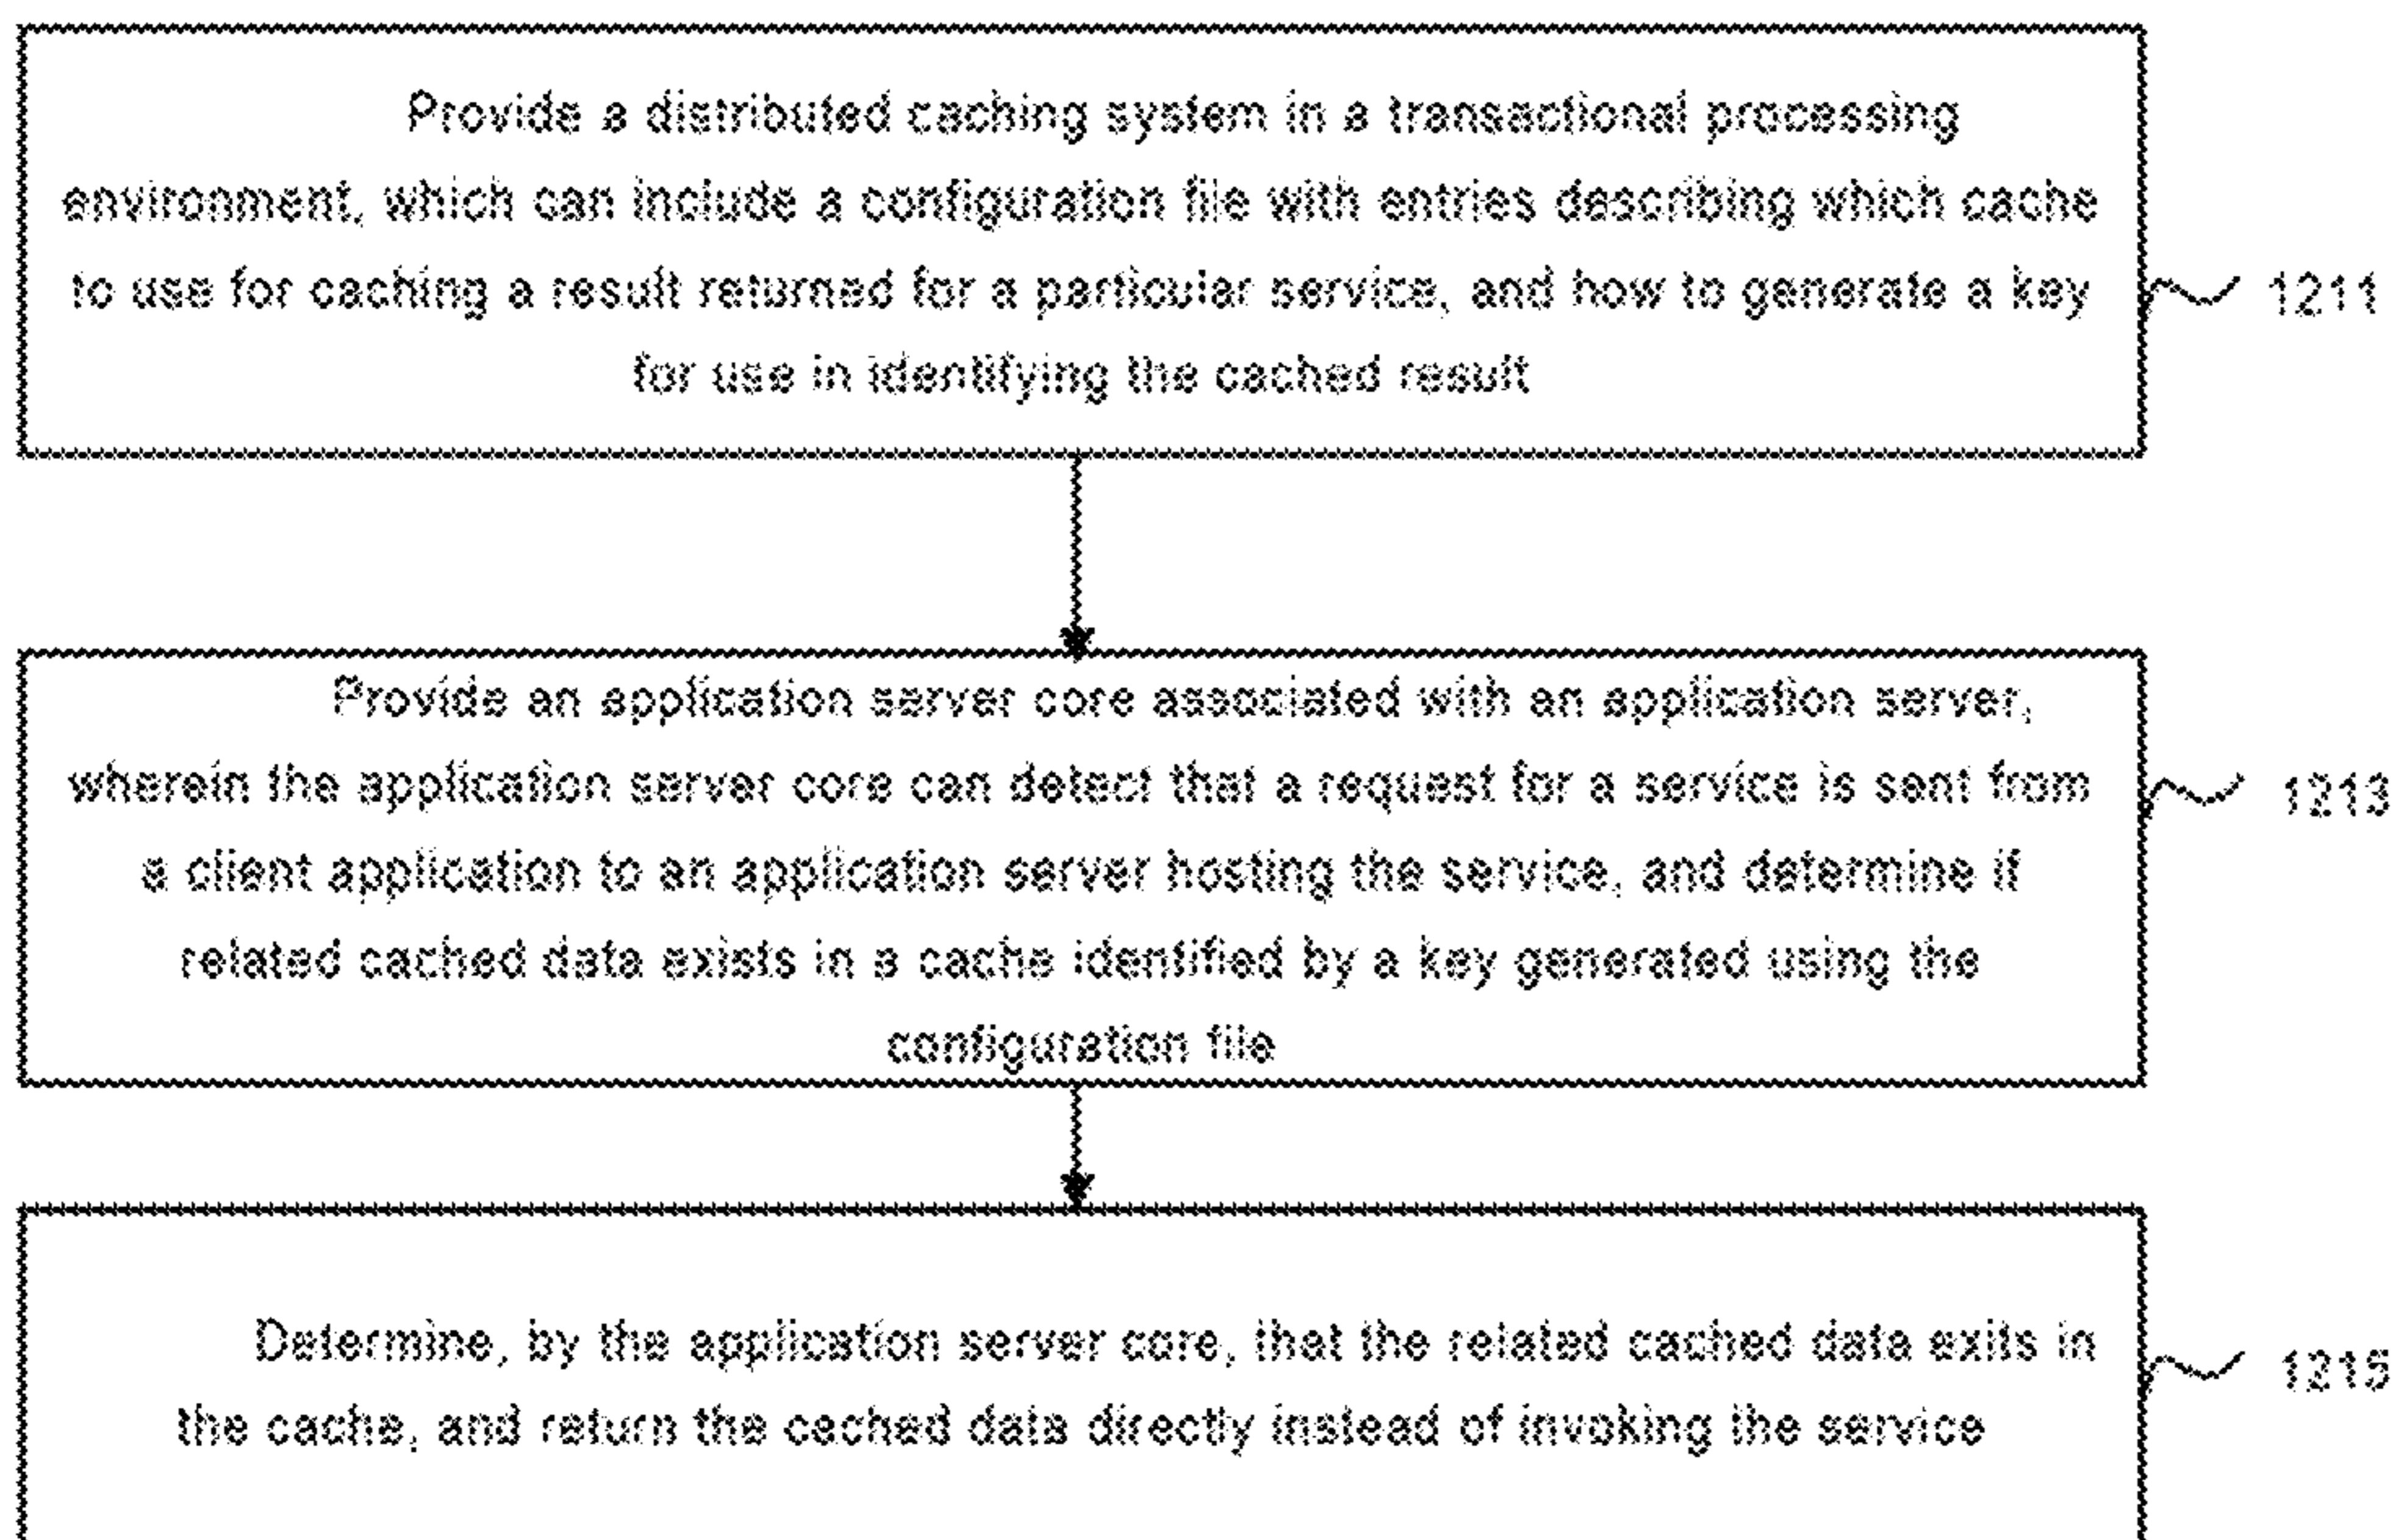 Provide a distributed caching system in a transactional processing
environment, which can include a configuration file with entries describing which cache
to use for caching a result returned for a particular service, and how to generate a key
for use in identifying the cached result
1211
Provide an application server core associated with an application server,
wherein the application server core can detect that a request for a service is sent from
a client application to an application server hosting the service, and determine if
related cached data exists in a cache identified by a key generated using the
configuration file
1213
Determine, by the application server core, that the related cached data exits in
the cache, and return the cached data directly instead of invoking the service
1215